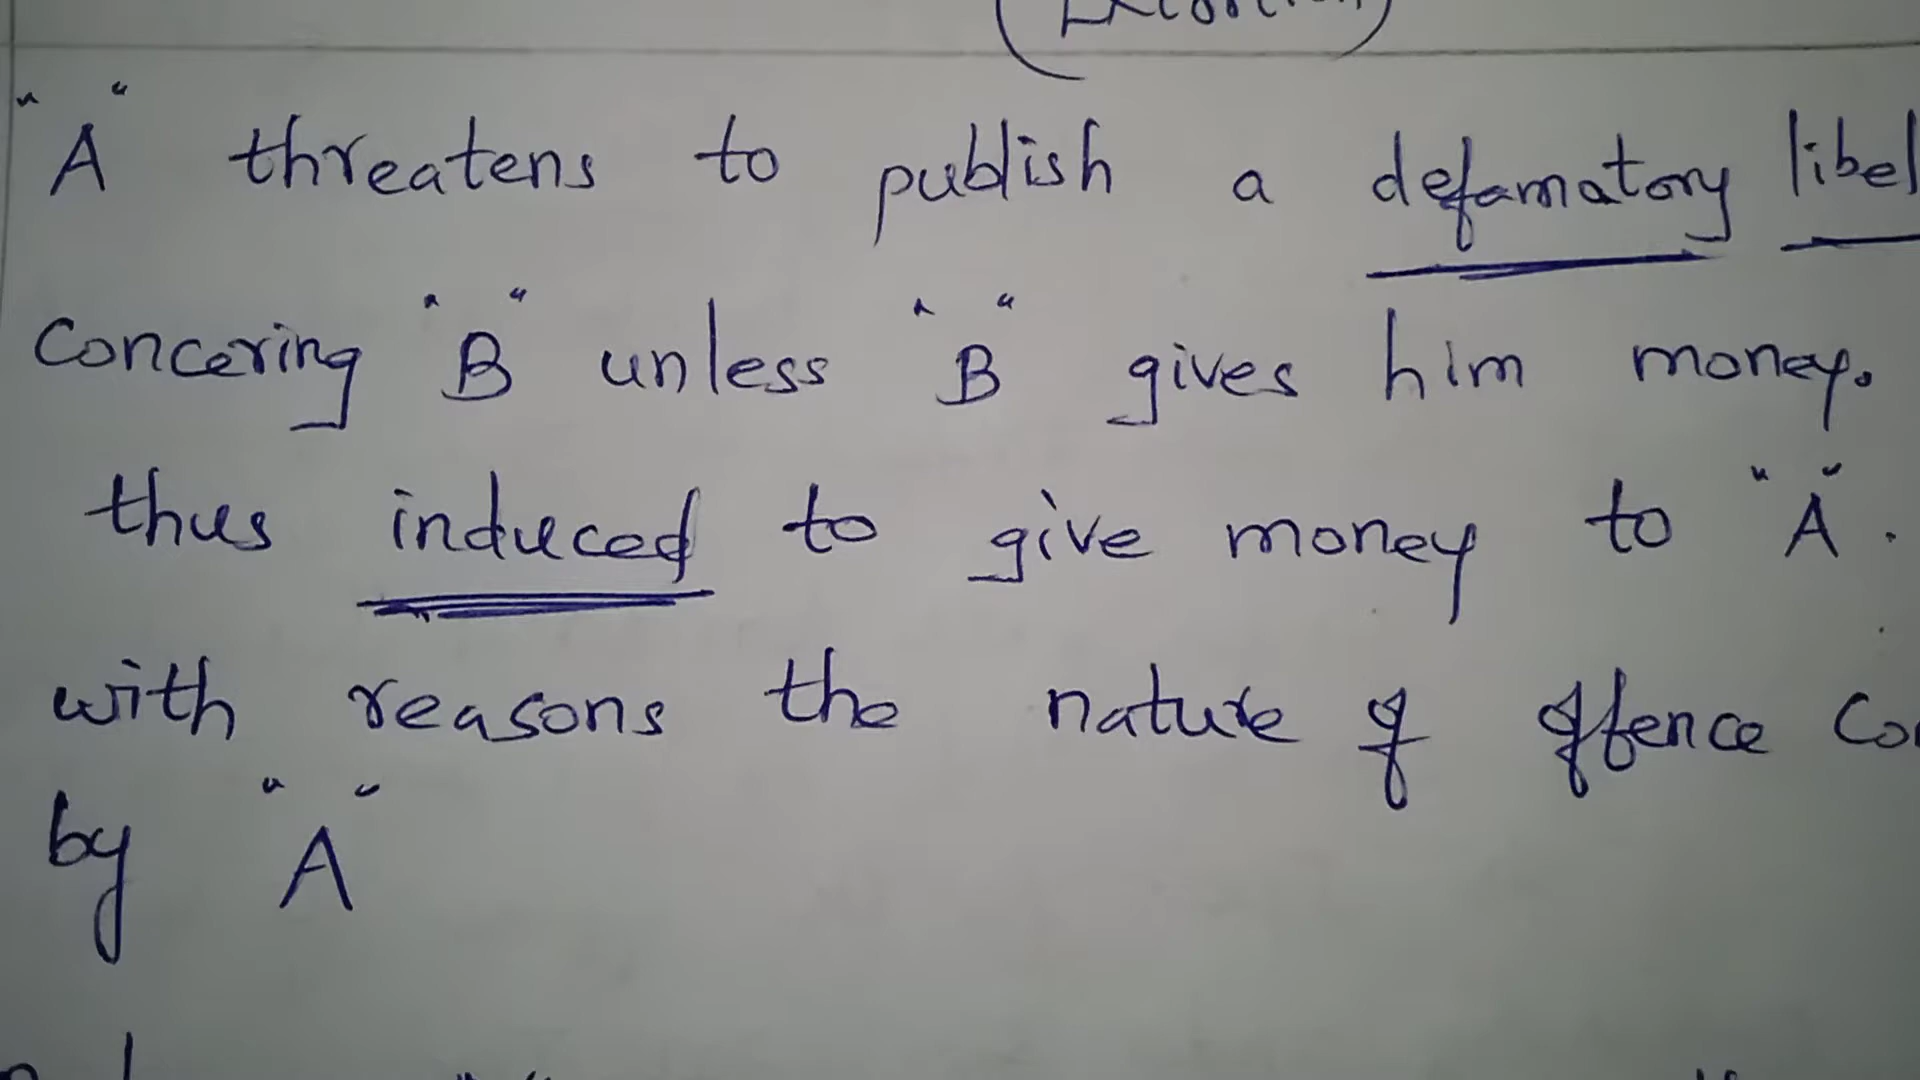 "A" threatens to publish a defamatory libel
Concering "B" unless "B" gives him money.
thus induced to give money to "A".
with reasons the nature of offence
by "A"